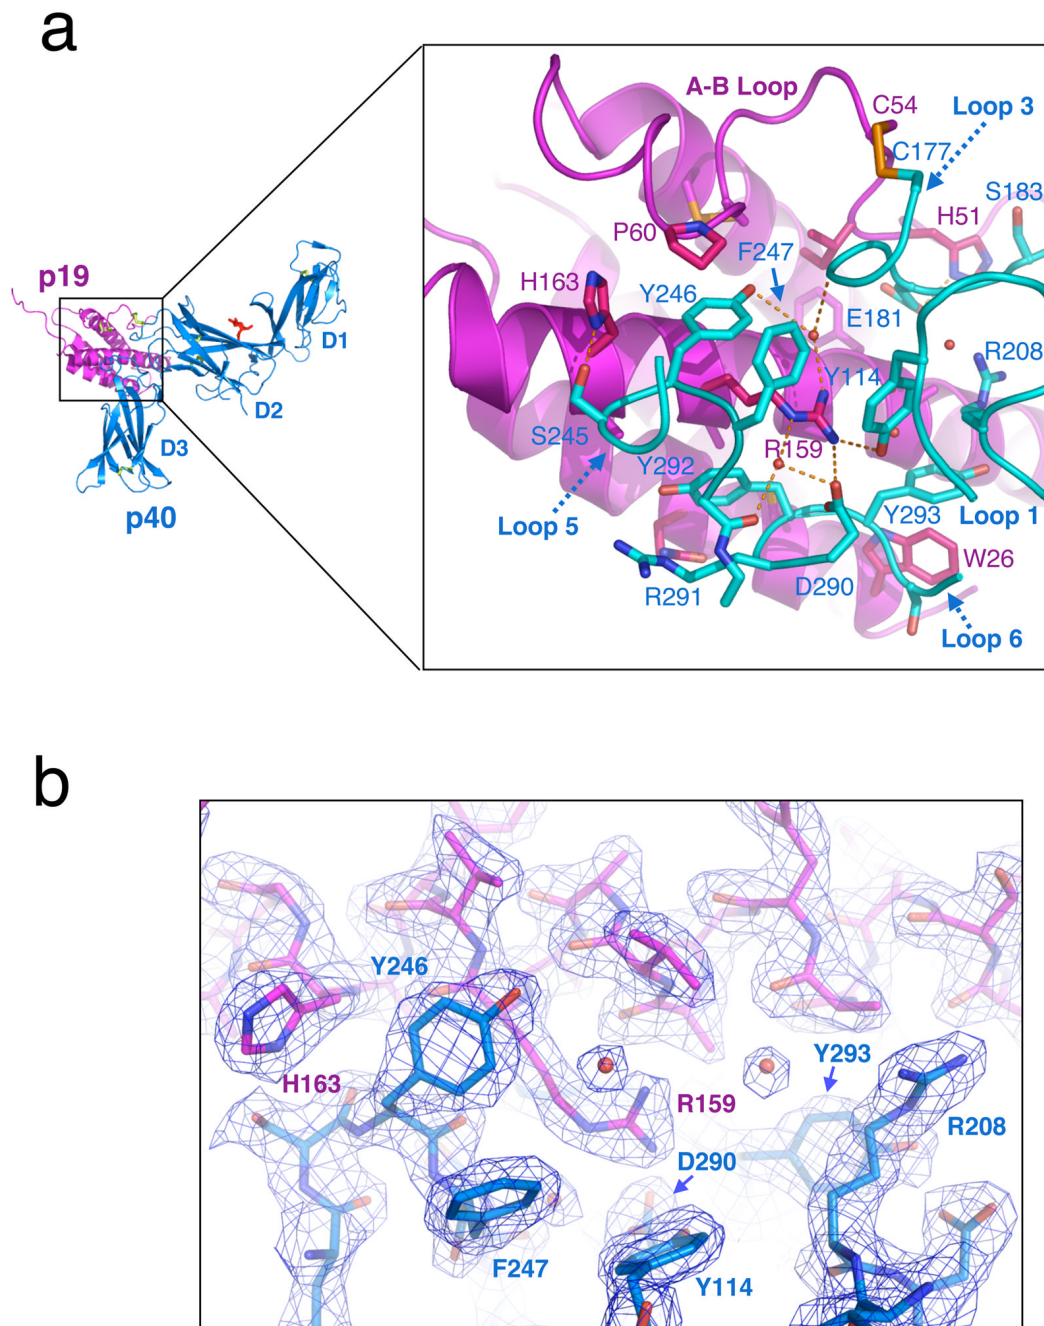 a
A-B Loop
C54
Loop 3
C177
S183
H51
P60
F247
p19
H163
Y246
E181
D1
R208
Y114
D2
S245
R159
D3
Y292
p40
Loop 5
Y293
Loop 1
W26
R291
D290
Loop 6
b
Y246
Y293
H163
R159
R208
D290
F247
Y114